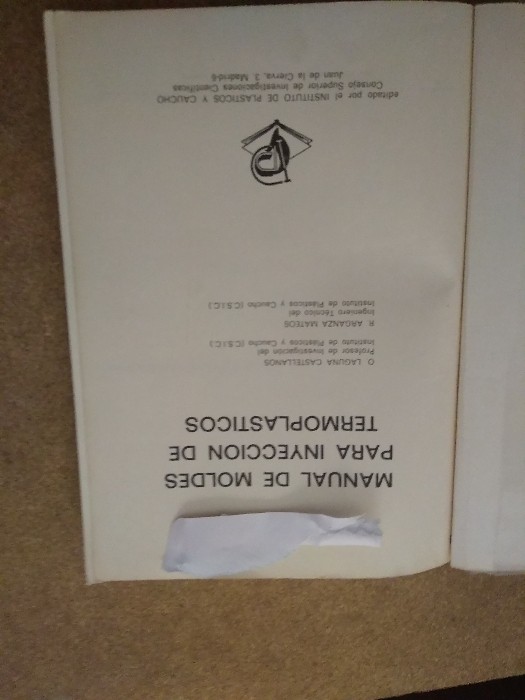 MANUAL DE MOLDES
PARA INYECCION DE
TERMOPLASTICOS
O. LAGUNA CASTELLANOS
Profesor de Investigación del
Instituto de Plásticos y Caucho (C.S.I.C.)
R. ARGANZA MATEOS
Ingeniero Técnico del
Instituto de Plásticos y Caucho (C.S.I.C.)
editado por el INSTITUTO DE PLASTICOS Y CAUCHO
Consejo Superior de Investigaciones Científicas
Juan de la Cierva, 3. Madrid-6